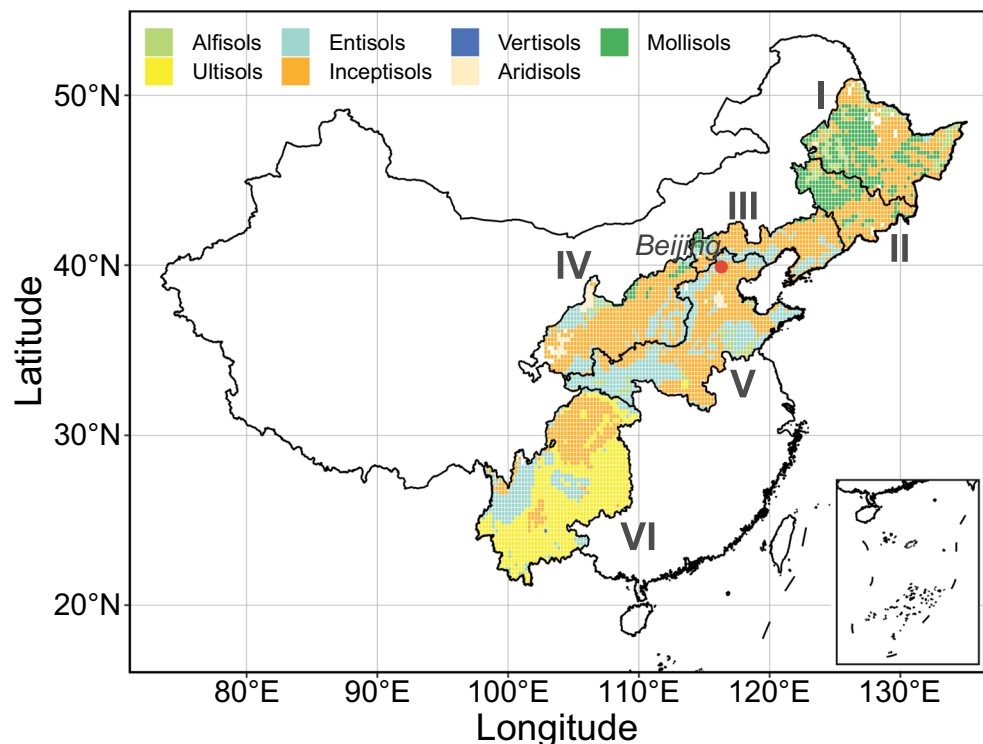 Alfisols Entisols Vertisols Mollisols
Ultisols Inceptisols Aridisols
50°N
40°N
30°N
20°N
Latitude
I
II
III
Beijing
IV
V
VI
80°E 90°E 100°E 110°E 120°E 130°E
Longitude